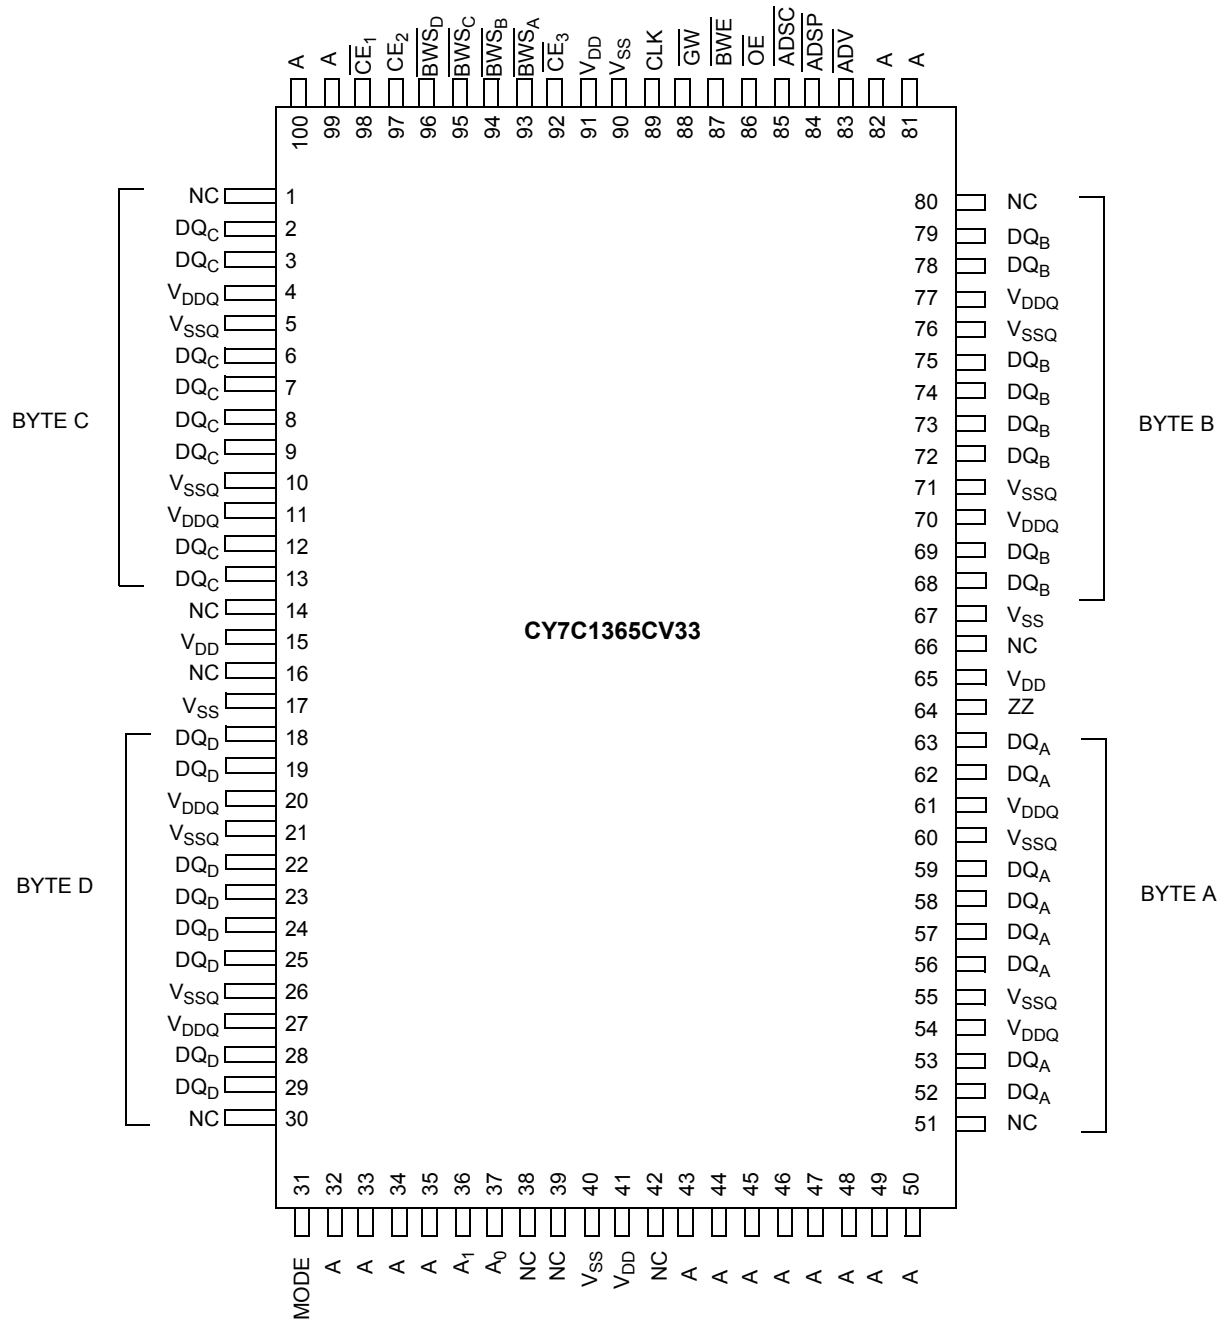 A A CE1 CE2 BWSD BWSC BWSB BWSA CE3 VDD VSS CLK GW BWE OE ADSC ADSP ADV A A
100 99 98 97 96 95 94 93 92 91 90 89 88 87 86 85 84 83 82 81
NC 1
DQC 2
DQC 3
VDDQ 4
VSSQ 5
DQC 6
DQC 7
DQC 8
DQC 9
VSSQ 10
VDDQ 11
DQC 12
DQC 13
NC 14
VDD 15
NC 16
VSS 17
DQD 18
DQD 19
VDDQ 20
VSSQ 21
DQD 22
DQD 23
DQD 24
DQD 25
VSSQ 26
VDDQ 27
DQD 28
DQD 29
NC 30
BYTE C
BYTE D
CY7C1365CV33
80 NC
79 DQB
78 DQB
77 VDDQ
76 VSSQ
75 DQB
74 DQB
73 DQB
72 DQB
71 VSSQ
70 VDDQ
69 DQB
68 DQB
67 VSS
66 NC
65 VDD
64 ZZ
63 DQA
62 DQA
61 VDDQ
60 VSSQ
59 DQA
58 DQA
57 DQA
56 DQA
55 VSSQ
54 VDDQ
53 DQA
52 DQA
51 NC
BYTE B
BYTE A
31 32 33 34 35 36 37 38 39 40 41 42 43 44 45 46 47 48 49 50
MODE A A A A A1 A0 NC NC VSS VDD NC A A A A A A A A